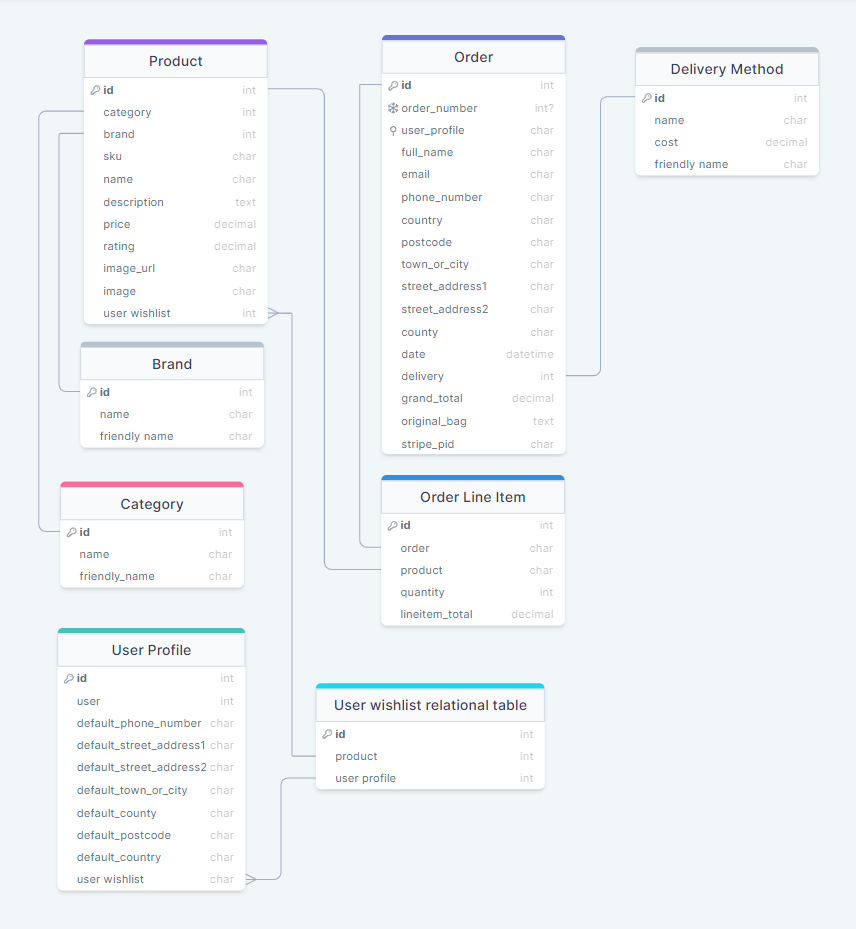 Product
id int
category int
brand int
sku char
name char
description text
price decimal
rating decimal
image_url char
image char
user wishlist int
Brand
id int
name char
friendly name char
Category
id int
name char
friendly_name char
User Profile
id int
user int
default_phone_number char
default_street_address1 char
default_street_address2 char
default_town_or_city char
default_county char
default_postcode char
default_country char
user wishlist char
Order
id int
order_number int?
user_profile char
full_name char
email char
phone_number char
country char
postcode char
town_or_city char
street_address1 char
street_address2 char
county char
date datetime
delivery int
grand_total decimal
original_bag text
stripe_pid char
Order Line Item
id int
order char
product char
quantity int
lineitem_total decimal
User wishlist relational table
id int
product int
user profile int
Delivery Method
id int
name char
cost decimal
friendly name char